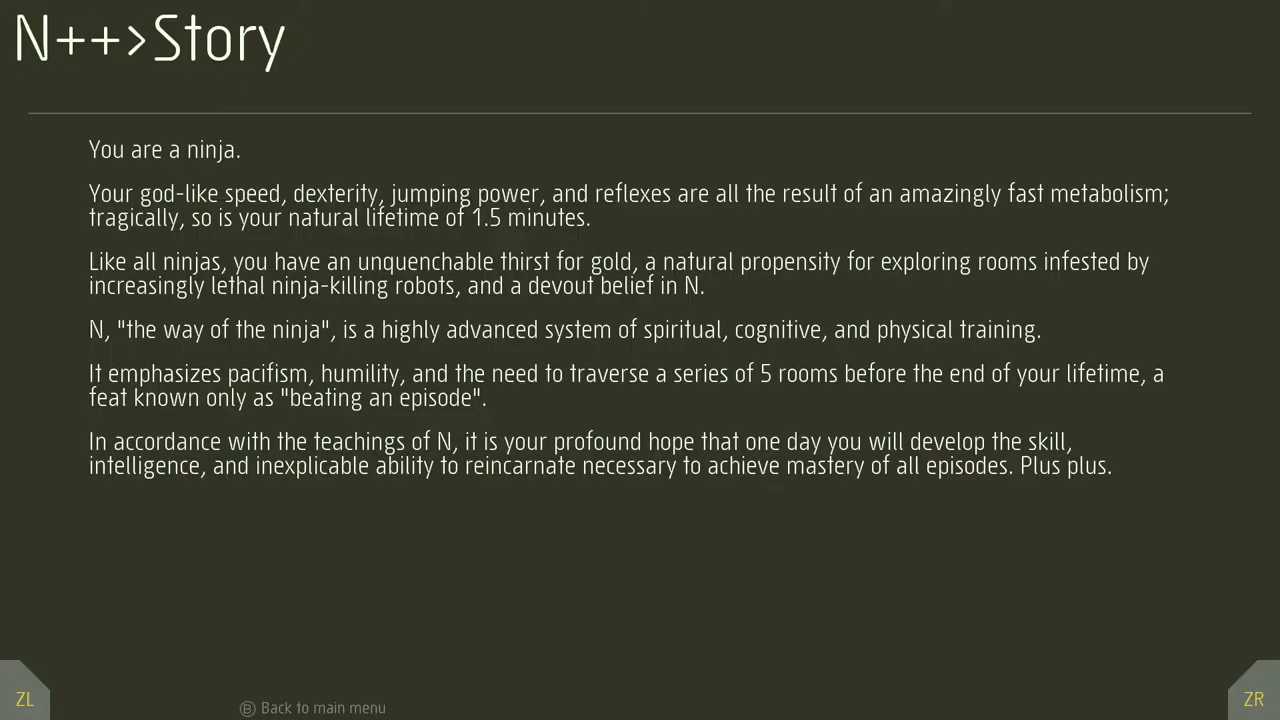 N++>Story
You are a ninja.
Your god-like speed, dexterity, jumping power, and reflexes are all the result of an amazingly fast metabolism;
tragically, so is your natural lifetime of 1.5 minutes.
Like all ninjas, you have an unquenchable thirst for gold, a natural propensity for exploring rooms infested by
increasingly lethal ninja-killing robots, and a devout belief in N.
N, "the way of the ninja", is a highly advanced system of spiritual, cognitive, and physical training.
It emphasizes pacifism, humility, and the need to traverse a series of 5 rooms before the end of your lifetime, a
feat known only as "beating an episode".
In accordance with the teachings of N, it is your profound hope that one day you will develop the skill,
intelligence, and inexplicable ability to reincarnate necessary to achieve mastery of all episodes. Plus plus.
ZL
Ⓑ Back to main menu
ZR